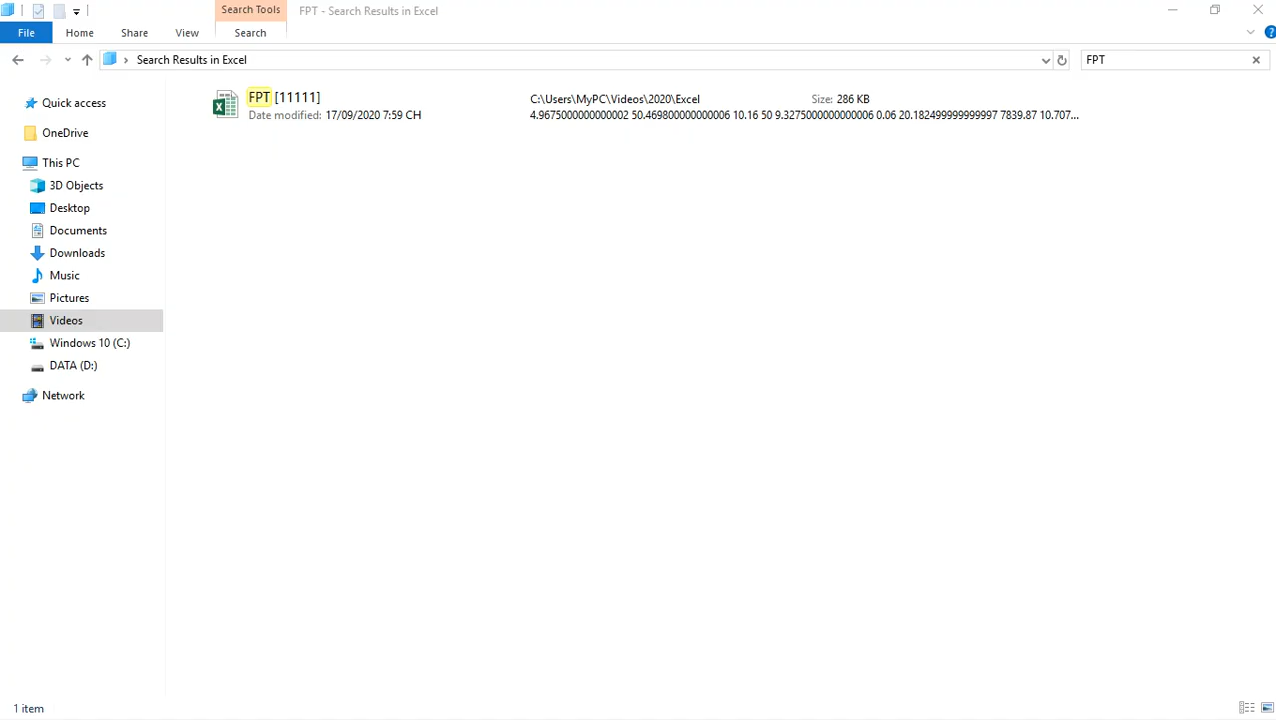 Search Tools
FPT - Search Results in Excel
File
Home
Share
View
Search
Search Results in Excel
FPT
Quick access
OneDrive
This PC
3D Objects
Desktop
Documents
Downloads
Music
Pictures
Videos
Windows 10 (C:)
DATA (D:)
Network
FPT [11111]
Date modified: 17/09/2020 7:59 CH
C:\Users\MyPC\Videos\2020\Excel
Size: 286 KB
4.9675000000000002 50.469800000000006 10.16 50 9.3275000000000006 0.06 20.182499999999997 7839.87 10.707...
1 item